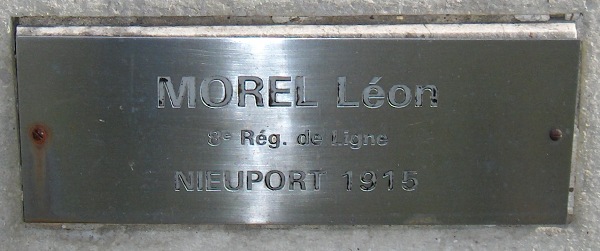 MOREL Léon
8e Rég. de Ligne
NIEUPORT 1915